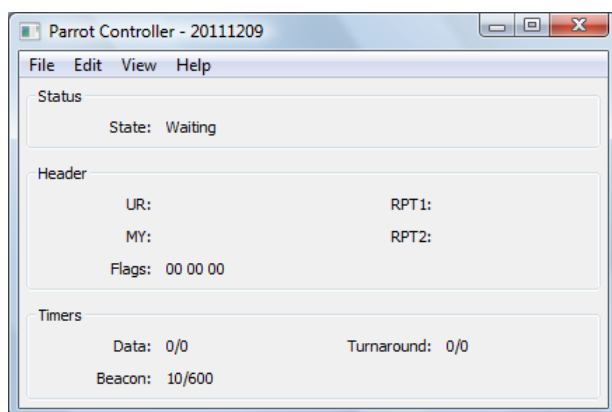 Parrot Controller - 20111209
File Edit View Help
Status
State: Waiting
Header
UR: RPT1:
MY: RPT2:
Flags: 00 00 00
Timers
Data: 0/0 Turnaround: 0/0
Beacon: 10/600